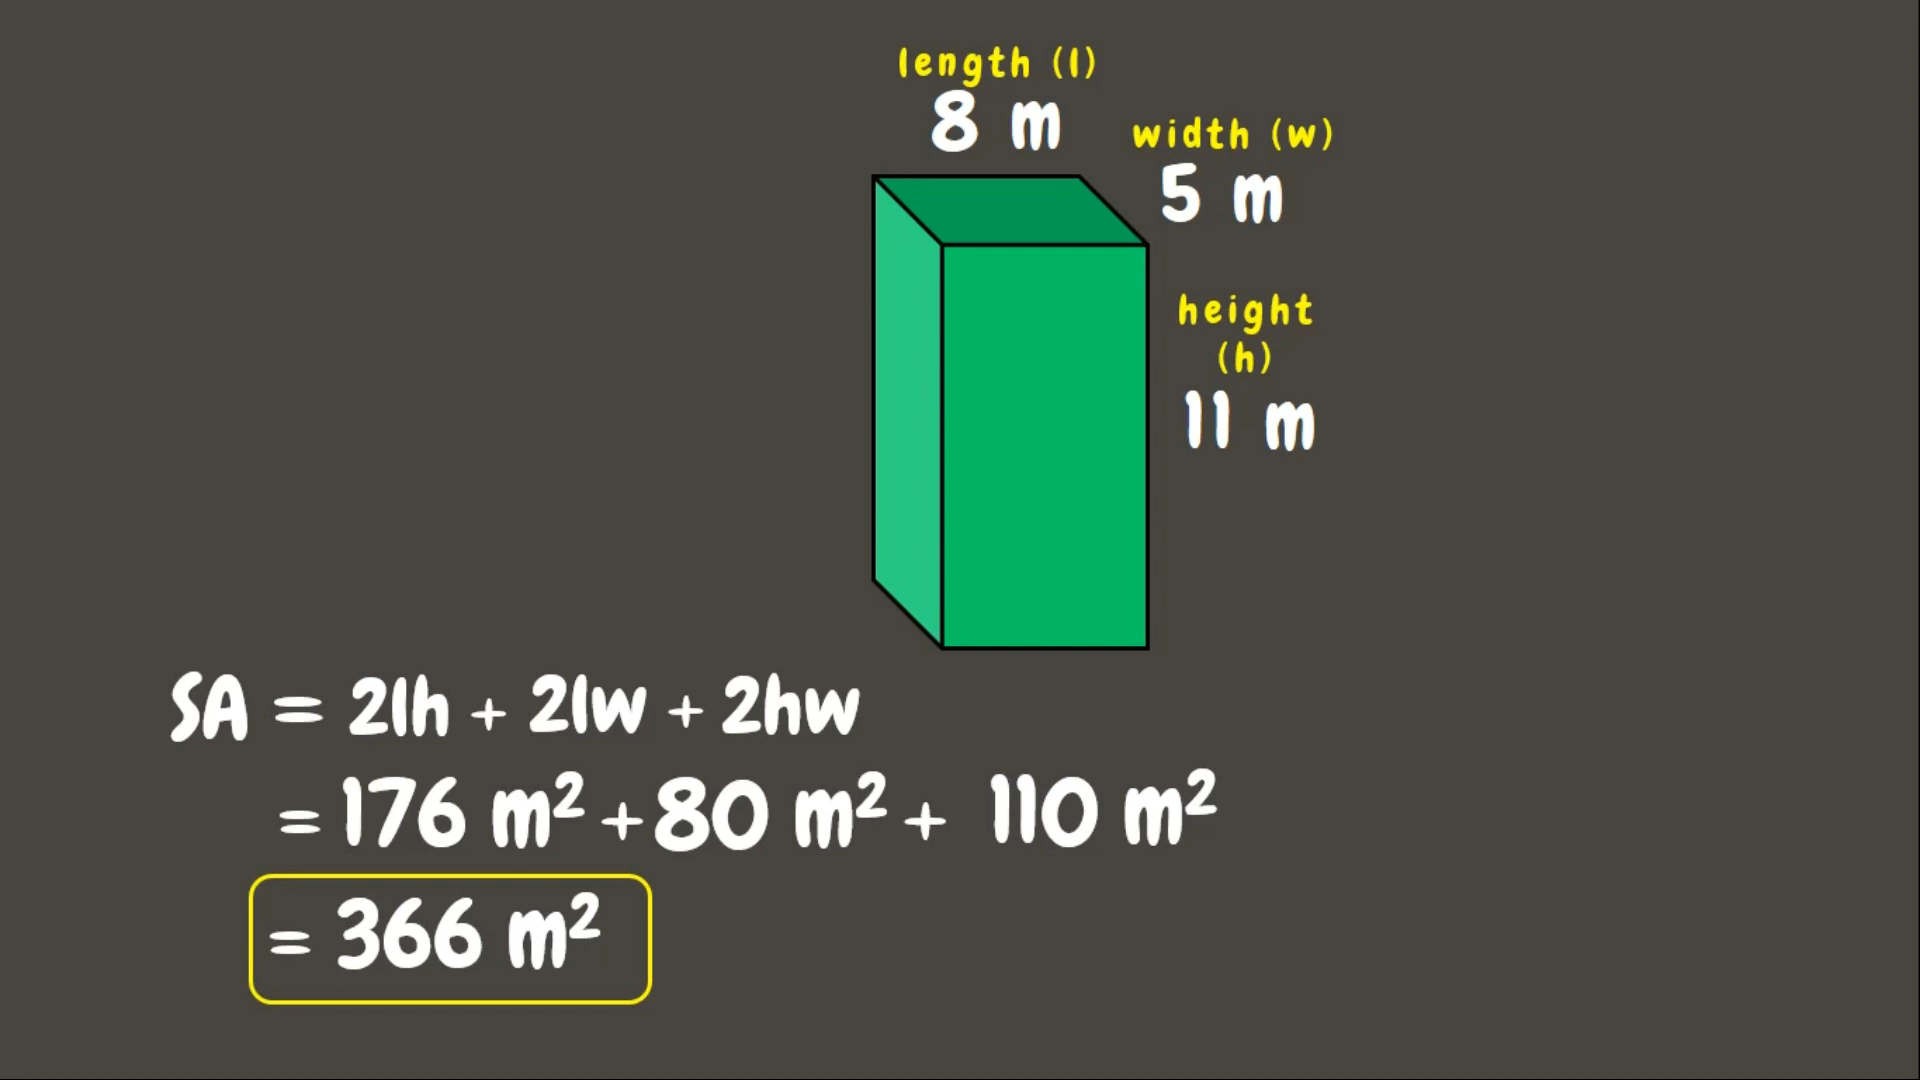 length (l)
8 m
width (w)
5 m
height
(h)
11 m
SA = 2lh + 2lw + 2hw
= 176 m² + 80 m² + 110 m²
= 366 m²